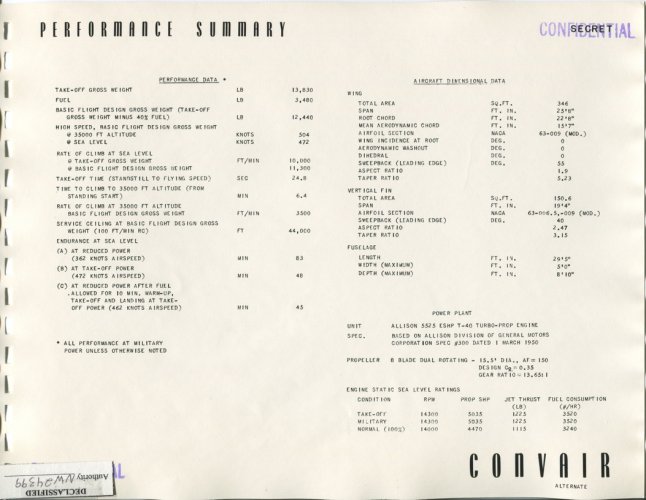 PERFORMANCE SUMMARY
CONFIDENTIAL
SECRET
PERFORMANCE DATA *
TAKE-OFF GROSS WEIGHT LB 13,830
FUEL LB 3,480
BASIC FLIGHT DESIGN GROSS WEIGHT (TAKE-OFF
GROSS WEIGHT MINUS 40% FUEL) LB 12,440
HIGH SPEED, BASIC FLIGHT DESIGN GROSS WEIGHT
@ 35000 FT ALTITUDE KNOTS 504
@ SEA LEVEL KNOTS 472
RATE OF CLIMB AT SEA LEVEL
@ TAKE-OFF GROSS WEIGHT FT/MIN 10,000
@ BASIC FLIGHT DESIGN GROSS WEIGHT 11,300
TAKE-OFF TIME (STANDSTILL TO FLYING SPEED) SEC 24.8
TIME TO CLIMB TO 35000 FT ALTITUDE (FROM
STANDING START) MIN 6.4
RATE OF CLIMB AT 35000 FT ALTITUDE
BASIC FLIGHT DESIGN GROSS WEIGHT FT/MIN 3500
SERVICE CEILING AT BASIC FLIGHT DESIGN GROSS
WEIGHT (100 FT/MIN RC) FT 44,000
ENDURANCE AT SEA LEVEL
(A) AT REDUCED POWER
(362 KNOTS AIRSPEED) MIN 83
(B) AT TAKE-OFF POWER
(472 KNOTS AIRSPEED) MIN 48
(C) AT REDUCED POWER AFTER FUEL
ALLOWED FOR 10 MIN. WARM-UP,
TAKE-OFF AND LANDING AT TAKE-
OFF POWER (462 KNOTS AIRSPEED) MIN 45
* ALL PERFORMANCE AT MILITARY
POWER UNLESS OTHERWISE NOTED
AIRCRAFT DIMENSIONAL DATA
WING
TOTAL AREA SQ.FT. 346
SPAN FT. IN. 25'8"
ROOT CHORD FT. IN. 22'8"
MEAN AERODYNAMIC CHORD FT. IN. 15'7"
AIRFOIL SECTION NACA 63-009 (MOD.)
WING INCIDENCE AT ROOT DEG. 0
AERODYNAMIC WASHOUT DEG. 0
DIHEDRAL DEG. 0
SWEEPBACK (LEADING EDGE) DEG. 55
ASPECT RATIO 1.9
TAPER RATIO 5.23
VERTICAL FIN
TOTAL AREA SQ.FT. 150.6
SPAN FT. IN. 19'4"
AIRFOIL SECTION NACA 63-006.5,-009 (MOD.)
SWEEPBACK (LEADING EDGE) DEG. 40
ASPECT RATIO 2.47
TAPER RATIO 3.15
FUSELAGE
LENGTH FT. IN. 29'5"
WIDTH (MAXIMUM) FT. IN. 5'0"
DEPTH (MAXIMUM) FT. IN. 8'10"
POWER PLANT
UNIT ALLISON 5525 ESHP T-40 TURBO-PROP ENGINE
SPEC. BASED ON ALLISON DIVISION OF GENERAL MOTORS
CORPORATION SPEC #300 DATED 1 MARCH 1950
PROPELLER 8 BLADE DUAL ROTATING - 15.5' DIA., AF= 150
DESIGN CL = 0.35
GEAR RATIO = 13.65:1
ENGINE STATIC SEA LEVEL RATINGS
CONDITION RPM PROP SHP JET THRUST FUEL CONSUMPTION
(LB) (#/HR)
TAKE-OFF 14300 5035 1225 3520
MILITARY 14300 5035 1225 3520
NORMAL (100%) 14000 4470 1115 3240
CONVAIR
ALTERNATE
DECLASSIFIED
Authority NW 24399